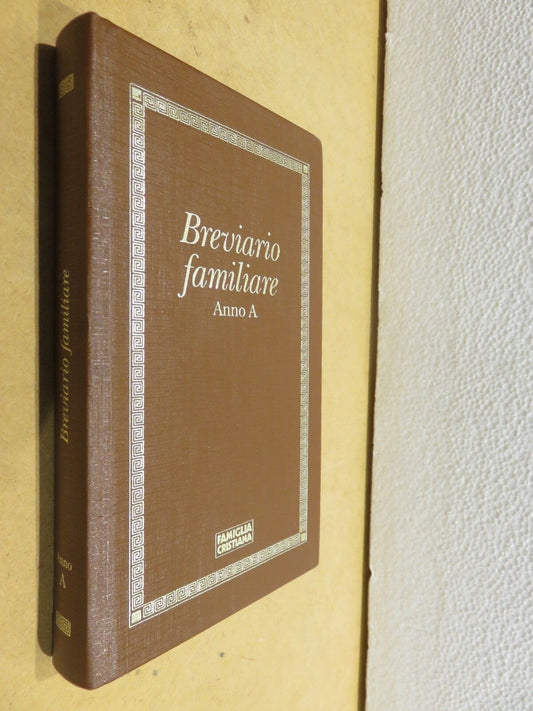 Breviario
familiare
Anno A
FAMIGLIA
CRISTIANA
Breviario familiare
Anno
A